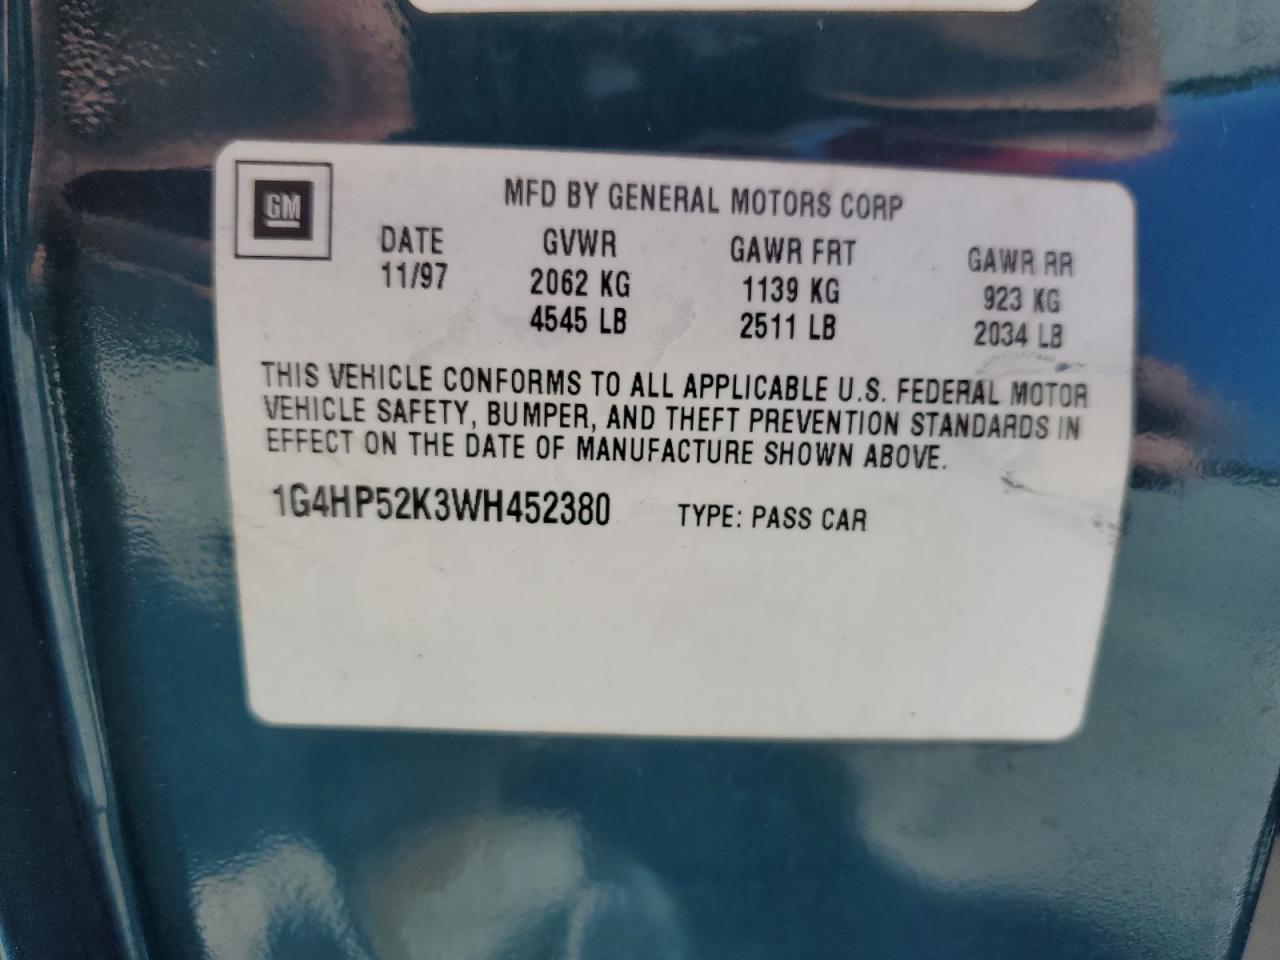 GM
MFD BY GENERAL MOTORS CORP
DATE GVWR GAWR FRT GAWR RR
11/97 2062 KG 1139 KG 923 KG
4545 LB 2511 LB 2034 LB
THIS VEHICLE CONFORMS TO ALL APPLICABLE U.S. FEDERAL MOTOR
VEHICLE SAFETY, BUMPER, AND THEFT PREVENTION STANDARDS IN
EFFECT ON THE DATE OF MANUFACTURE SHOWN ABOVE.
1G4HP52K3WH452380 TYPE: PASS CAR